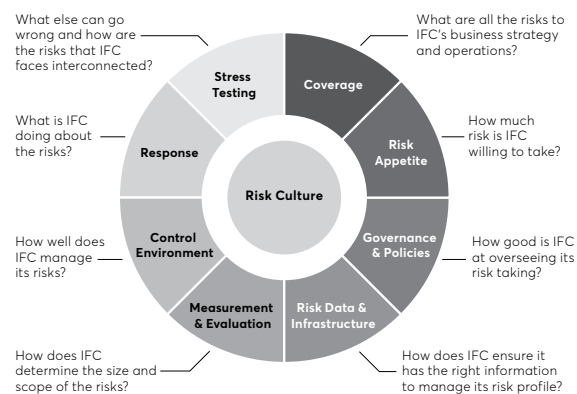 What else can go
wrong and how are
the risks that IFC
faces interconnected?
What are all the risks to
IFC's business strategy
and operations?
Stress
Testing
Coverage
What is IFC
doing about
the risks?
Response
Risk
Appetite
How much
risk is IFC
willing to take?
Risk Culture
How well does
IFC manage
its risks?
Control
Environment
Governance
& Policies
How good is IFC
at overseeing its
risk taking?
Measurement
& Evaluation
Risk Data &
Infrastructure
How does IFC
determine the size and
scope of the risks?
How does IFC ensure it
has the right information
to manage its risk profile?